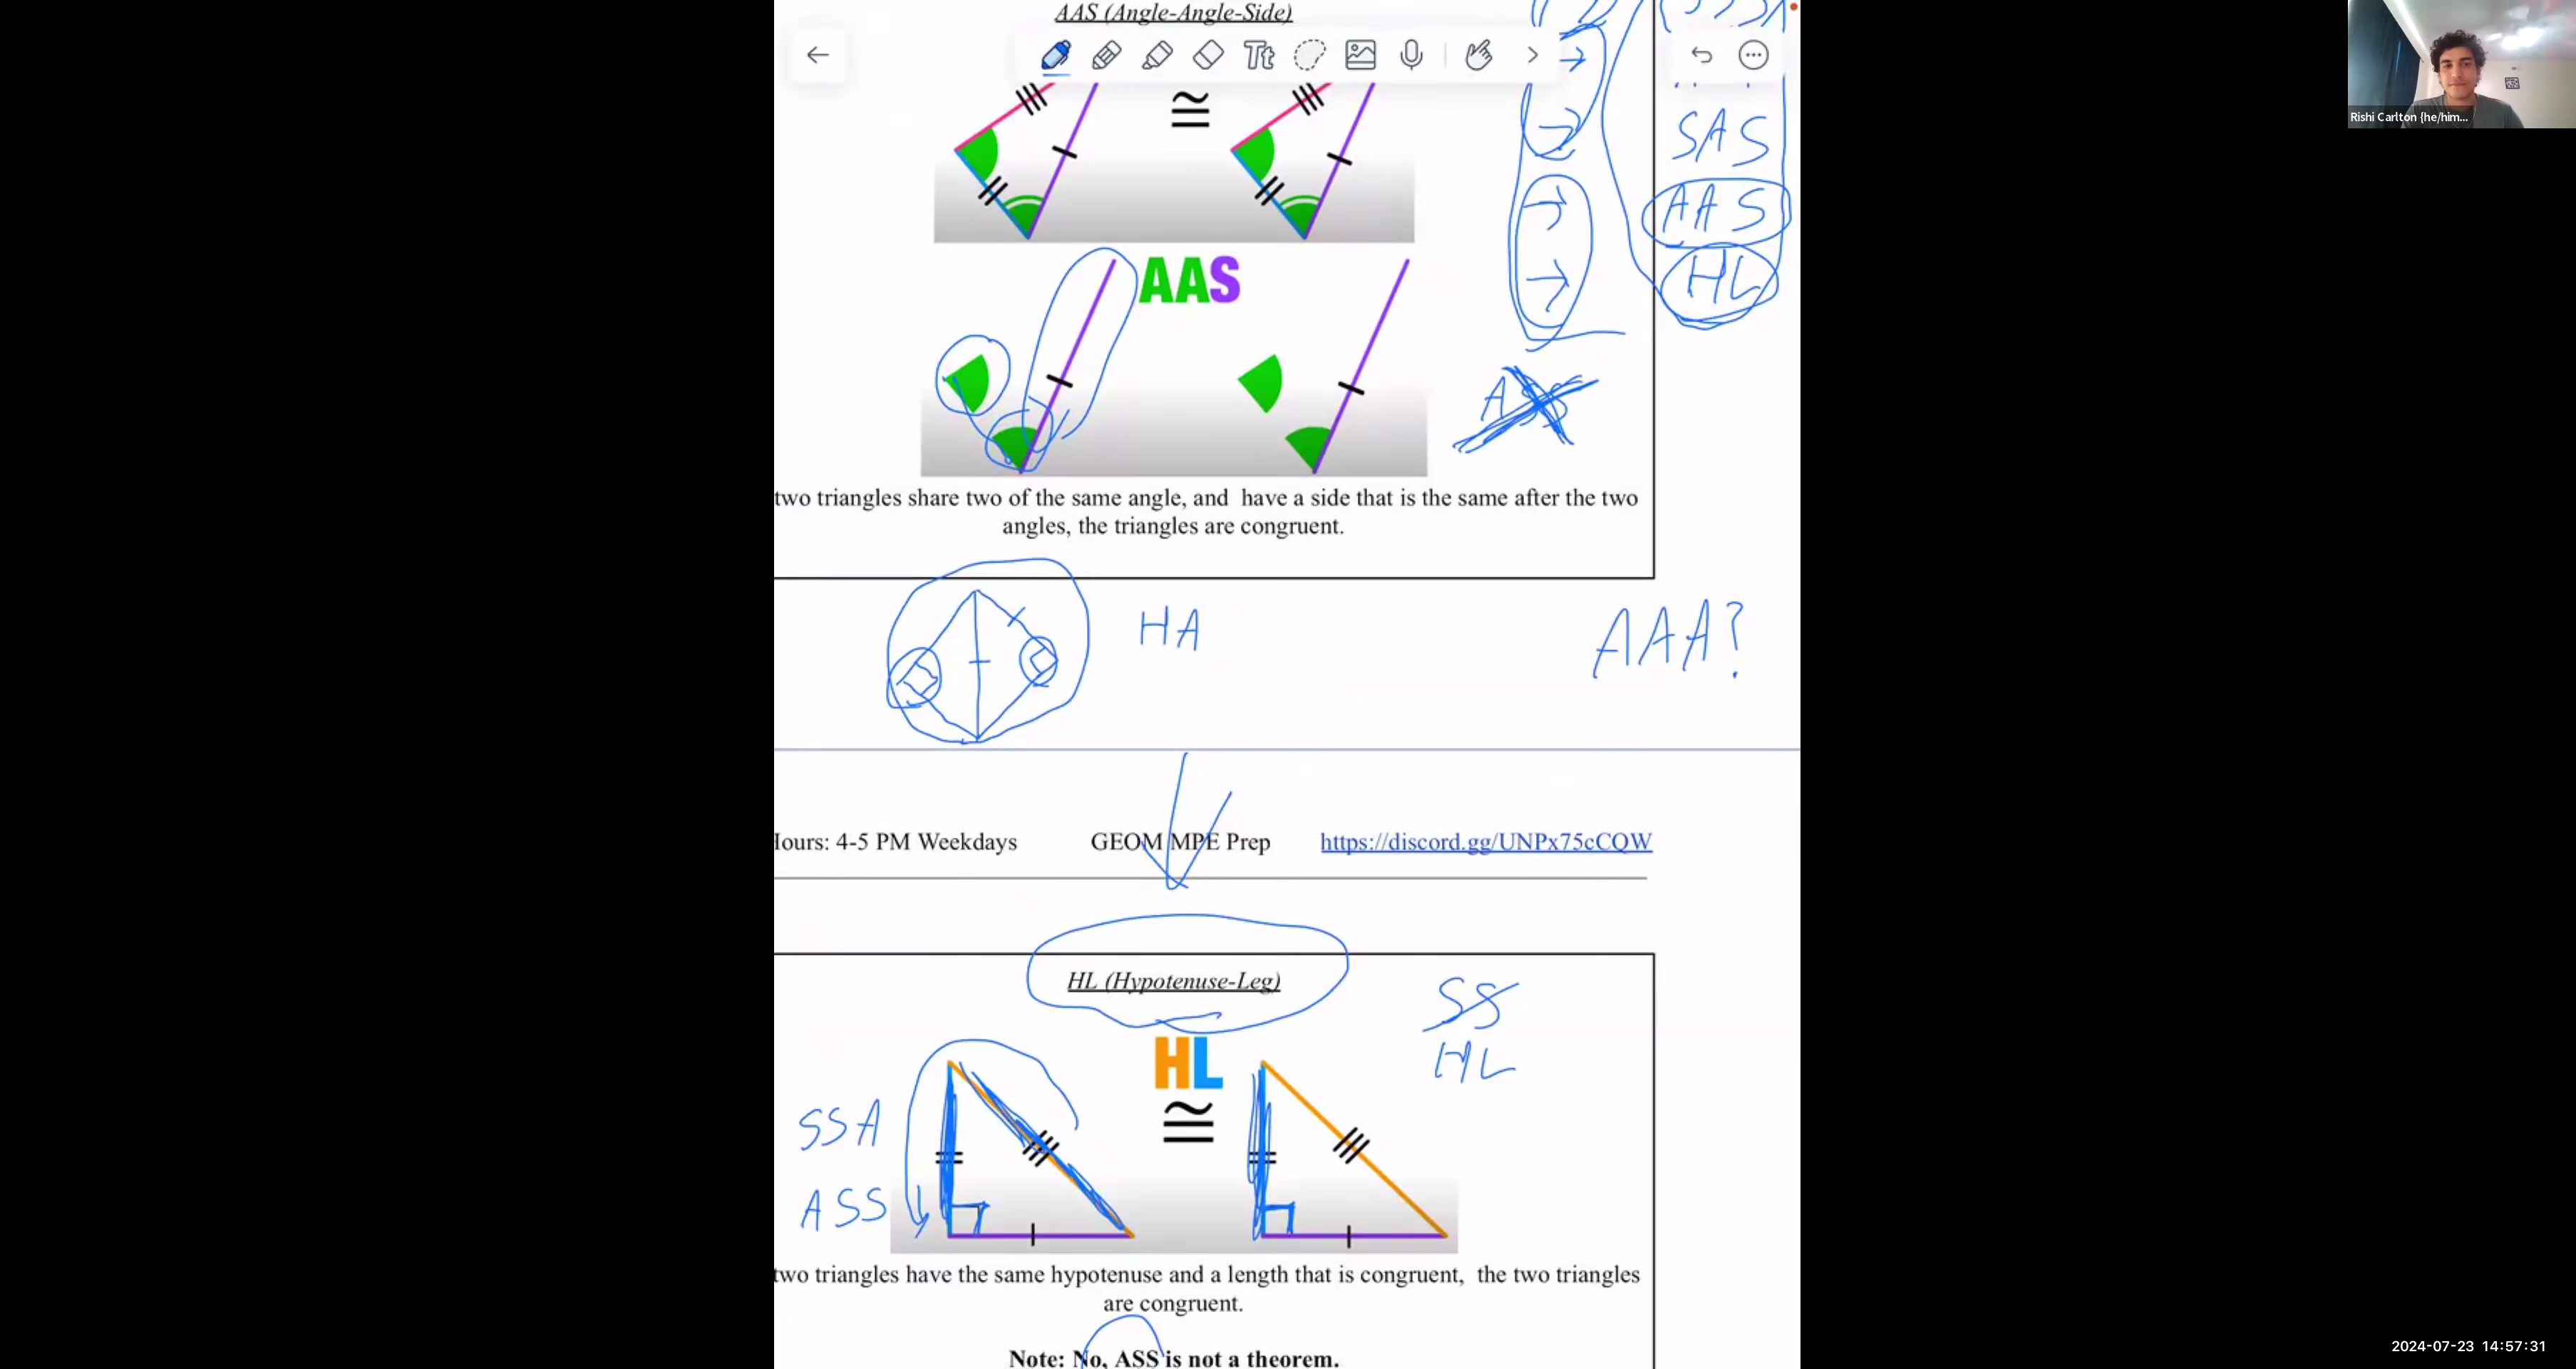 AAS (Angle-Angle-Side)
≅
SAS
AAS
HL
AAS
two triangles share two of the same angle, and have a side that is the same after the two
angles, the triangles are congruent.
HA
AAA?
Hours: 4-5 PM Weekdays GEOM MPE Prep https://discord.gg/UNPx75cCQW
HL (Hypotenuse-Leg)
SS
HL
HL
≅
SSA
ASS
two triangles have the same hypotenuse and a length that is congruent, the two triangles
are congruent.
Note: No, ASS is not a theorem.
Tt
Rishi Carlton {he/him...
2024-07-23 14:57:31